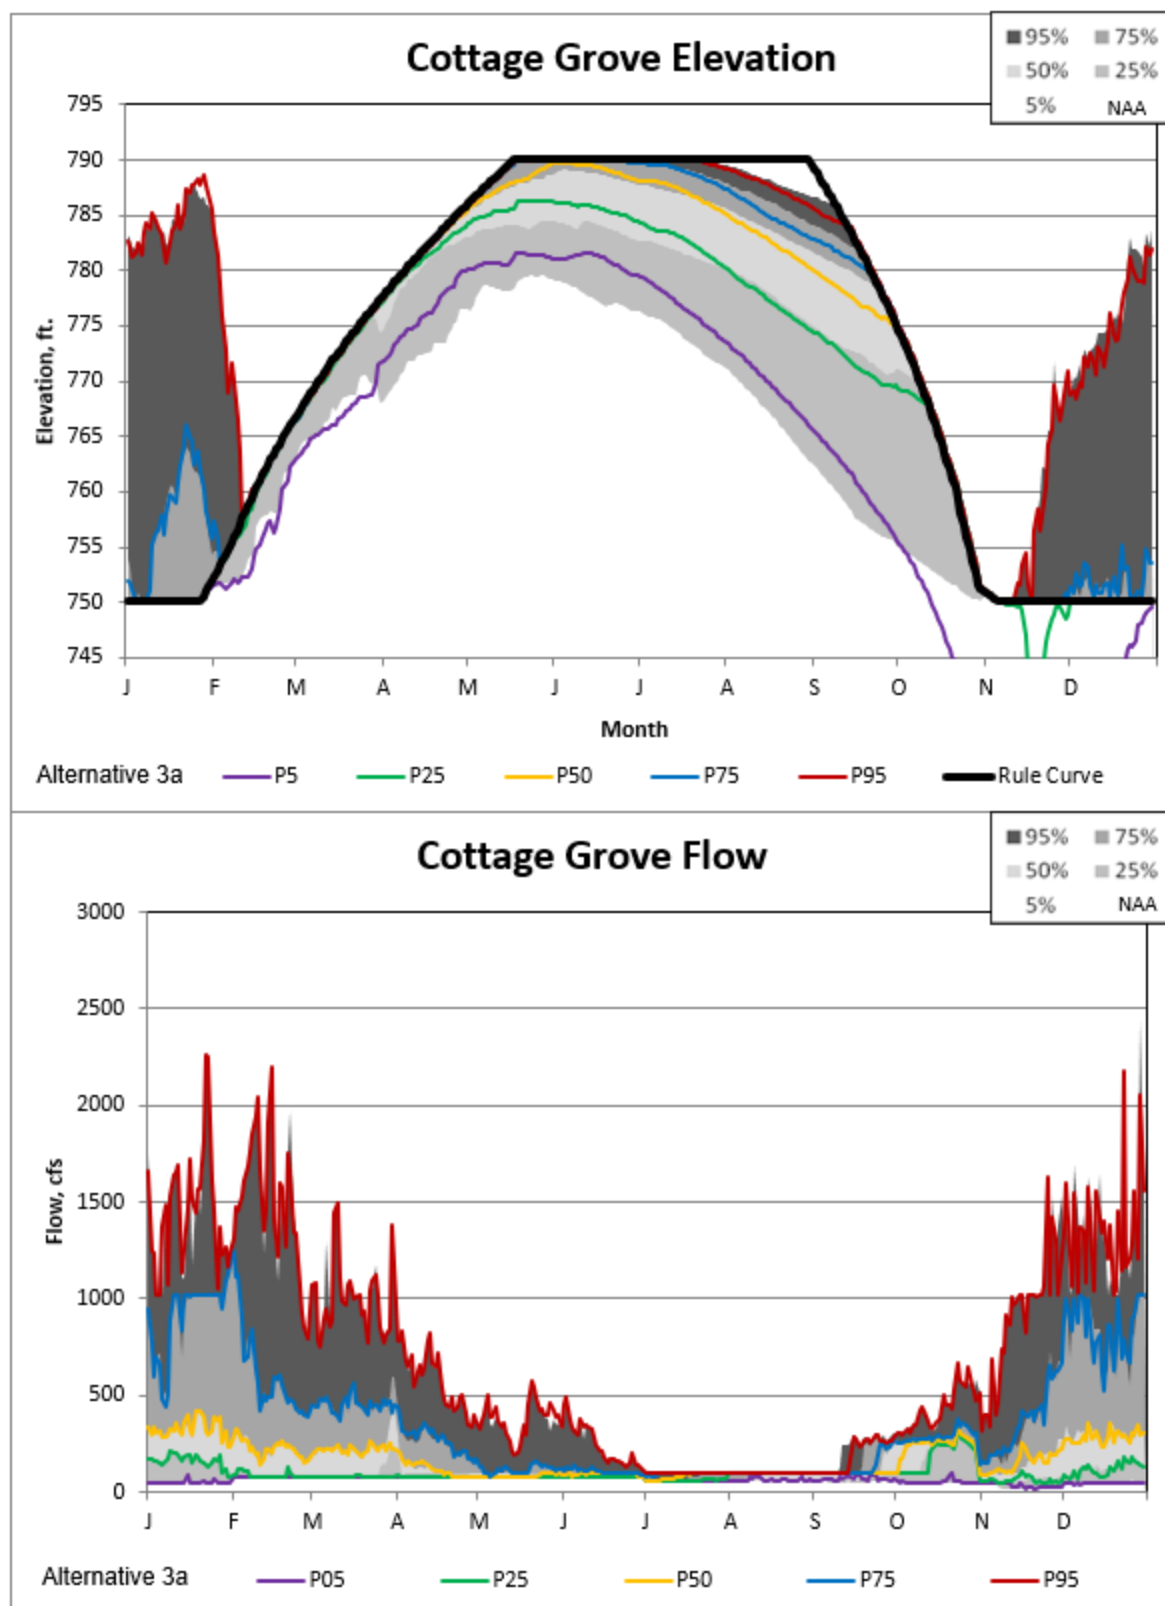 Cottage Grove Elevation
95% 75%
50% 25%
5% NAA
795
790
785
780
775
770
765
760
755
750
745
Elevation, ft.
J F M A M J J A S O N D
Month
Alternative 3a P5 P25 P50 P75 P95 Rule Curve
Cottage Grove Flow
95% 75%
50% 25%
5% NAA
3000
2500
2000
1500
1000
500
0
Flow, cfs
J F M A M J J A S O N D
Alternative 3a P05 P25 P50 P75 P95